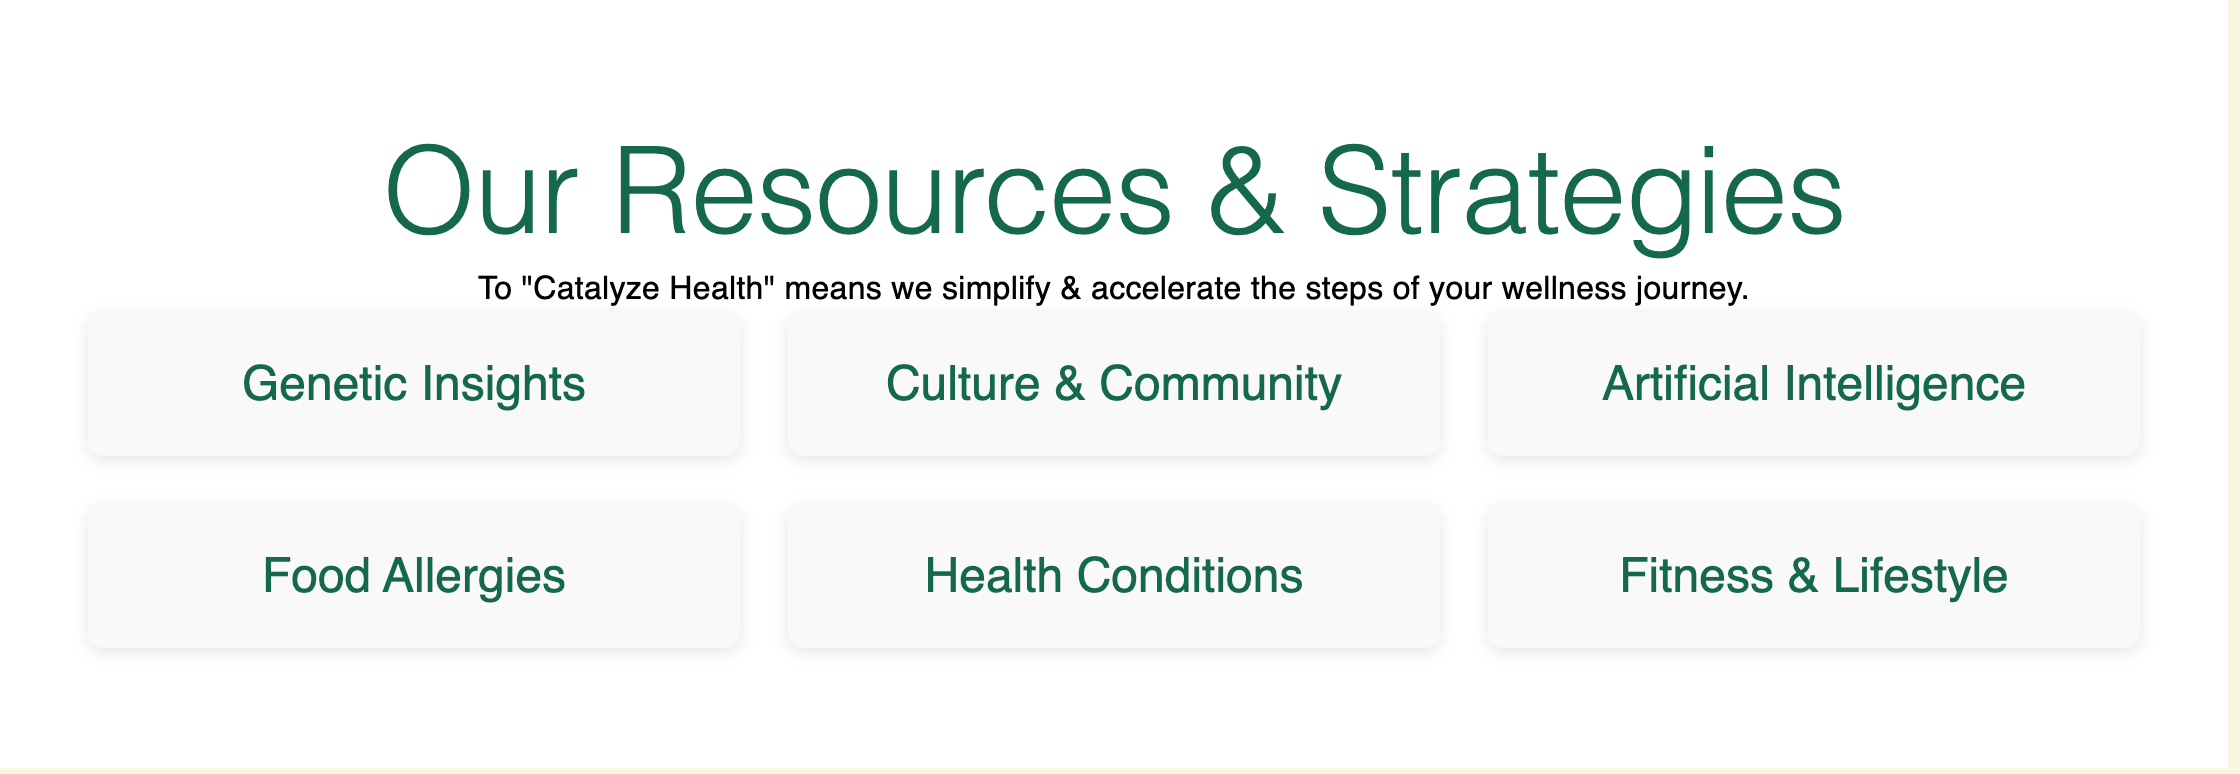 Our Resources & Strategies
To "Catalyze Health" means we simplify & accelerate the steps of your wellness journey.
Genetic Insights
Culture & Community
Artificial Intelligence
Food Allergies
Health Conditions
Fitness & Lifestyle